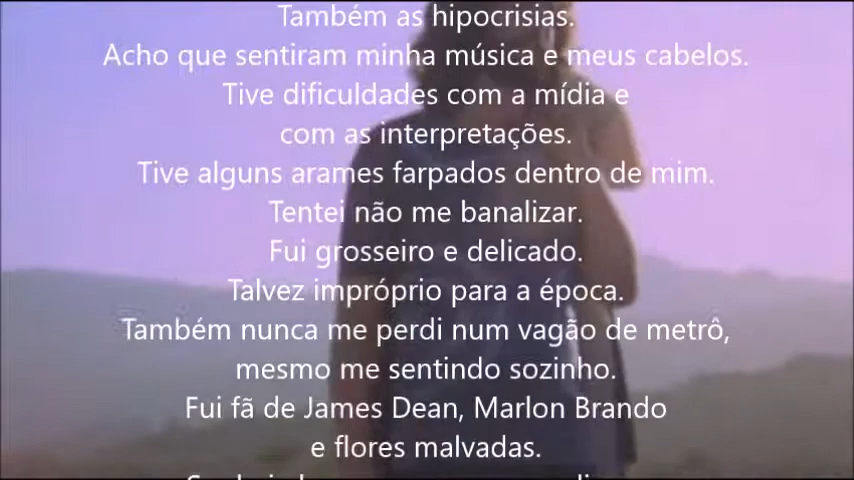 Também as hipocrisias.
Acho que sentiram minha música e meus cabelos.
Tive dificuldades com a mídia e
com as interpretações.
Tive alguns arames farpados dentro de mim.
Tentei não me banalizar.
Fui grosseiro e delicado.
Talvez impróprio para a época.
Também nunca me perdi num vagão de metrô,
mesmo me sentindo sozinho.
Fui fã de James Dean, Marlon Brando
e flores malvadas.